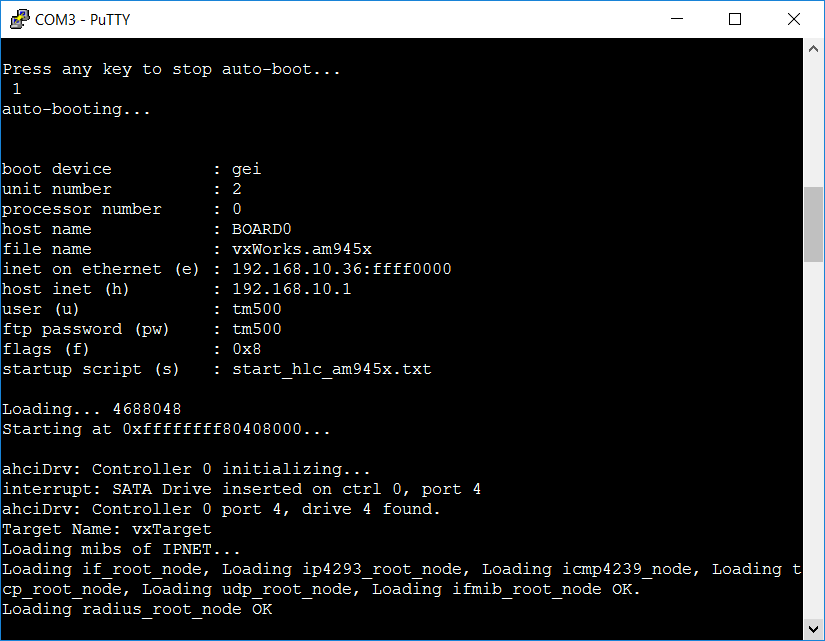 COM3 - PuTTY
Press any key to stop auto-boot...
 1
auto-booting...
boot device          : gei
unit number          : 2
processor number     : 0
host name            : BOARD0
file name            : vxWorks.am945x
inet on ethernet (e) : 192.168.10.36:ffff0000
host inet (h)        : 192.168.10.1
user (u)             : tm500
ftp password (pw)    : tm500
flags (f)            : 0x8
startup script (s)   : start_hlc_am945x.txt
Loading... 4688048
Starting at 0xffffffff80408000...
ahciDrv: Controller 0 initializing...
interrupt: SATA Drive inserted on ctrl 0, port 4
ahciDrv: Controller 0 port 4, drive 4 found.
Target Name: vxTarget
Loading mibs of IPNET...
Loading if_root_node, Loading ip4293_root_node, Loading icmp4239_node, Loading t
cp_root_node, Loading udp_root_node, Loading ifmib_root_node OK.
Loading radius_root_node OK